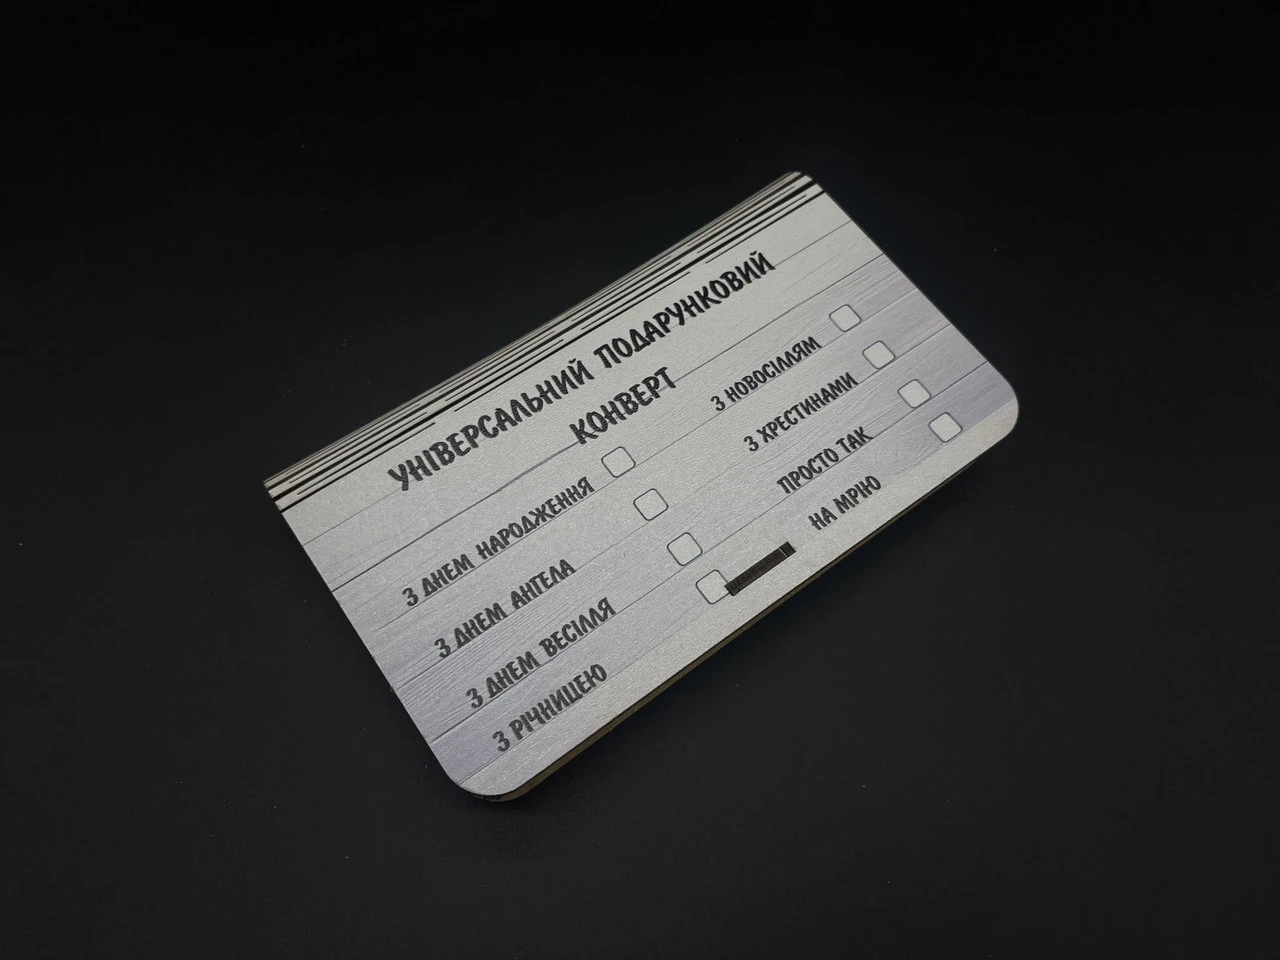 УНІВЕРСАЛЬНИЙ ПОДАРУНКОВИЙ
КОНВЕРТ
З ДНЕМ НАРОДЖЕННЯ
З ДНЕМ АНГЕЛА
З ДНЕМ ВЕСІЛЛЯ
З РІЧНИЦЕЮ
З НОВОСІЛЛЯМ
З ХРЕСТИНАМИ
ПРОСТО ТАК
НА МРІЮ